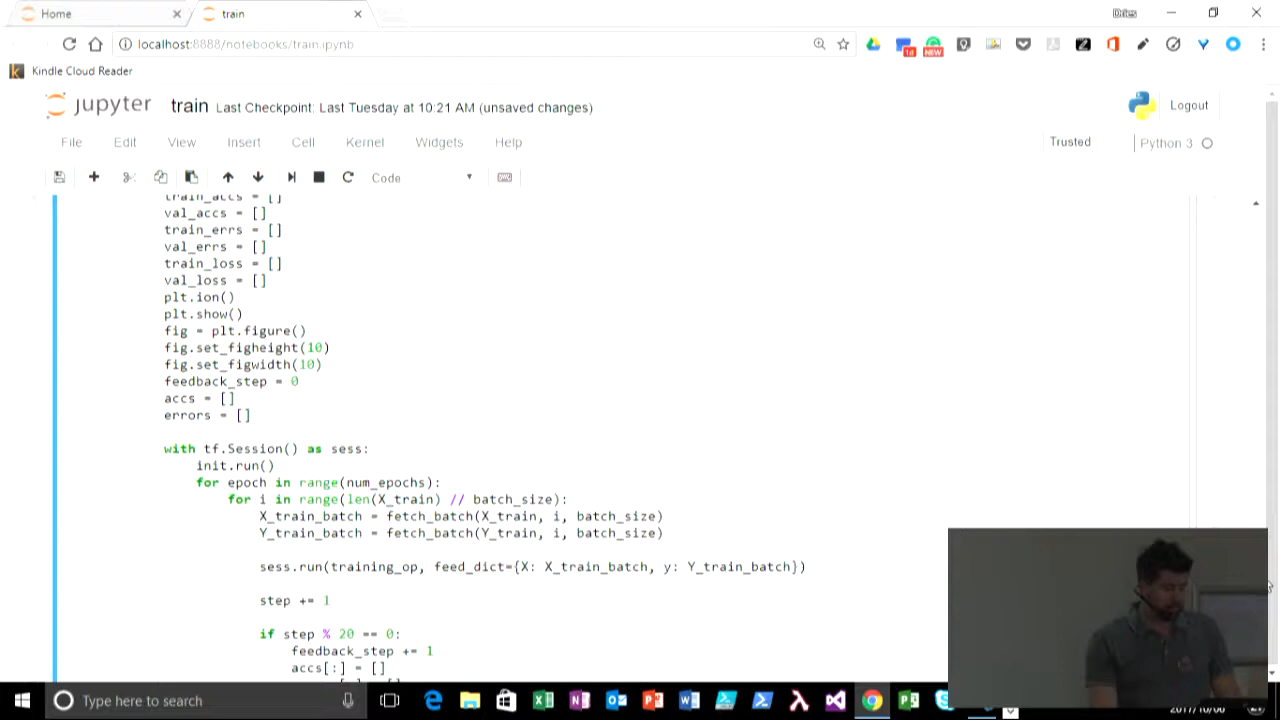 Home
train
localhost:8888/notebooks/train.ipynb
1d
NEW
Kindle Cloud Reader
jupyter train Last Checkpoint: Last Tuesday at 10:21 AM (unsaved changes)
Logout
File Edit View Insert Cell Kernel Widgets Help
Trusted
Python 3
Code
train_accs = []
val_accs = []
train_errs = []
val_errs = []
train_loss = []
val_loss = []
plt.ion()
plt.show()
fig = plt.figure()
fig.set_figheight(10)
fig.set_figwidth(10)
feedback_step = 0
accs = []
errors = []
with tf.Session() as sess:
init.run()
for epoch in range(num_epochs):
for i in range(len(X_train) // batch_size):
X_train_batch = fetch_batch(X_train, i, batch_size)
Y_train_batch = fetch_batch(Y_train, i, batch_size)
sess.run(training_op, feed_dict={X: X_train_batch, y: Y_train_batch})
step += 1
if step % 20 == 0:
feedback_step += 1
accs[:] = []
Type here to search